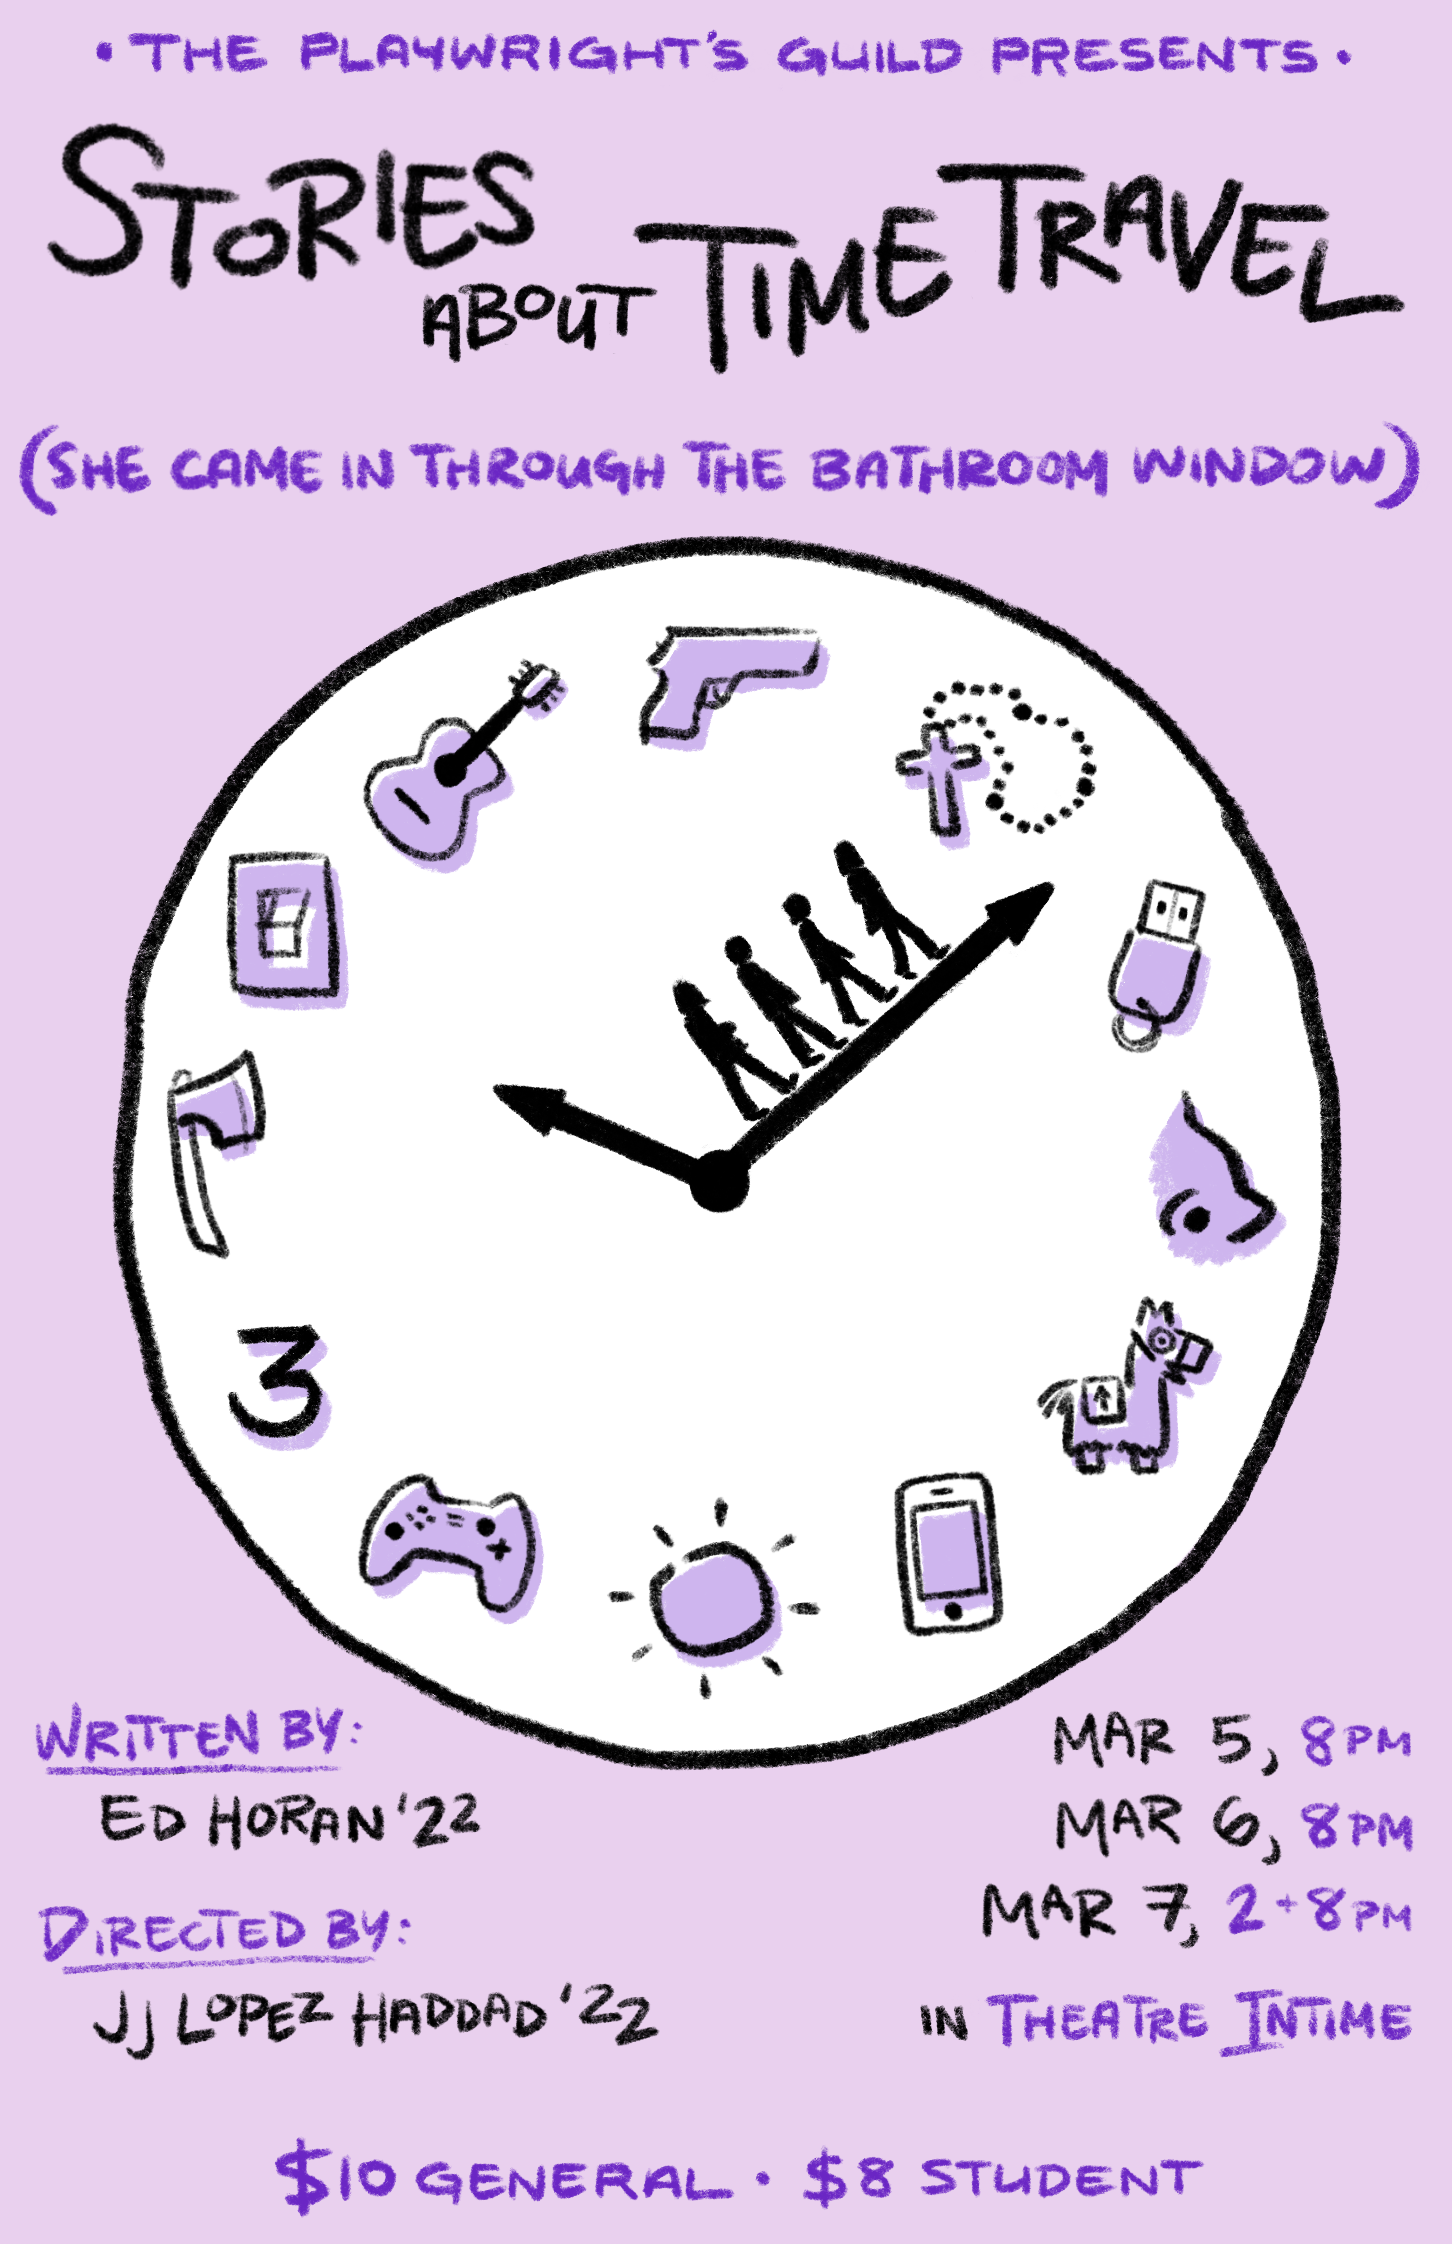 • THE PLAYWRIGHT'S GUILD PRESENTS •
STORIES
ABOUT TIME TRAVEL
(SHE CAME IN THROUGH THE BATHROOM WINDOW)
3
WRITTEN BY:
ED HORAN '22
DIRECTED BY:
JJ LOPEZ HADDAD '22
MAR 5, 8PM
MAR 6, 8PM
MAR 7, 2+8PM
IN THEATRE INTIME
$10 GENERAL • $8 STUDENT